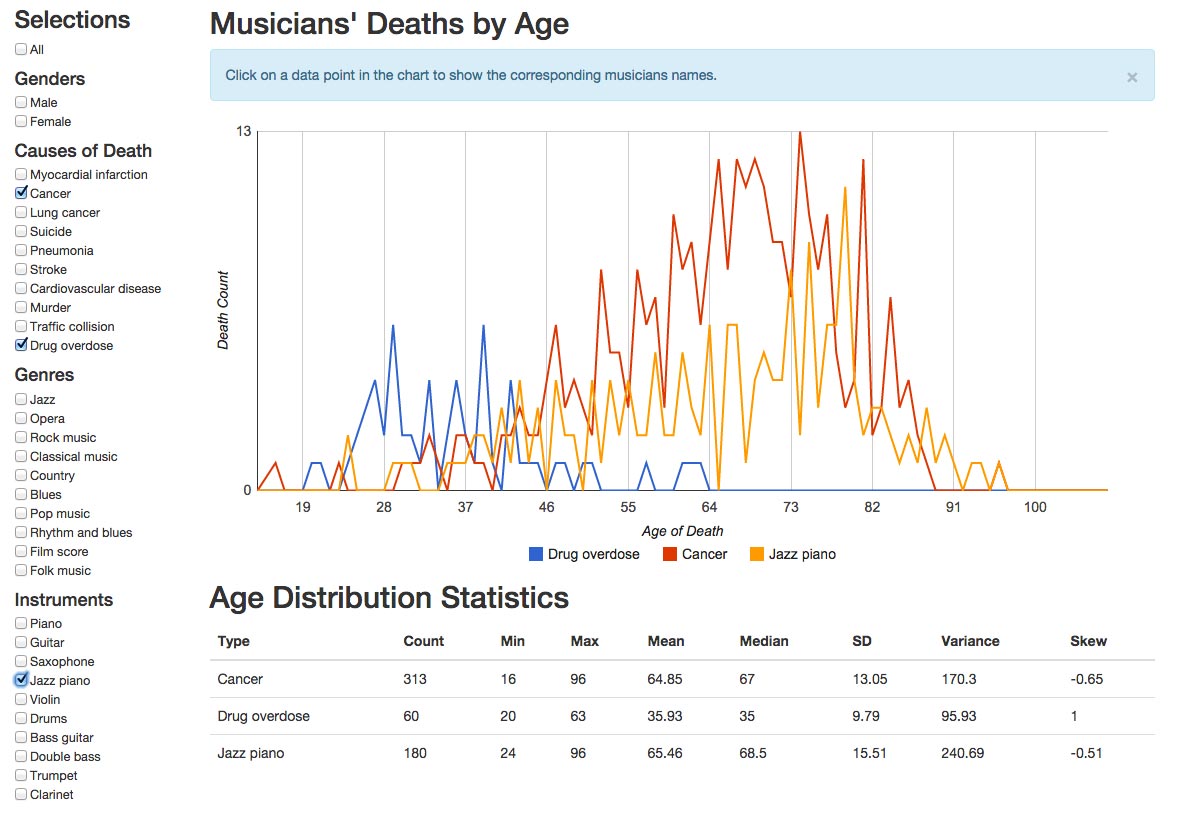 Selections
All
Genders
Male
Female
Causes of Death
Myocardial infarction
Cancer
Lung cancer
Suicide
Pneumonia
Stroke
Cardiovascular disease
Murder
Traffic collision
Drug overdose
Genres
Jazz
Opera
Rock music
Classical music
Country
Blues
Pop music
Rhythm and blues
Film score
Folk music
Instruments
Piano
Guitar
Saxophone
Jazz piano
Violin
Drums
Bass guitar
Double bass
Trumpet
Clarinet
Musicians' Deaths by Age
Click on a data point in the chart to show the corresponding musicians names. ×
13
Death Count
0
19 28 37 46 55 64 73 82 91 100
Age of Death
Drug overdose Cancer Jazz piano
Age Distribution Statistics
Type Count Min Max Mean Median SD Variance Skew
Cancer 313 16 96 64.85 67 13.05 170.3 -0.65
Drug overdose 60 20 63 35.93 35 9.79 95.93 1
Jazz piano 180 24 96 65.46 68.5 15.51 240.69 -0.51